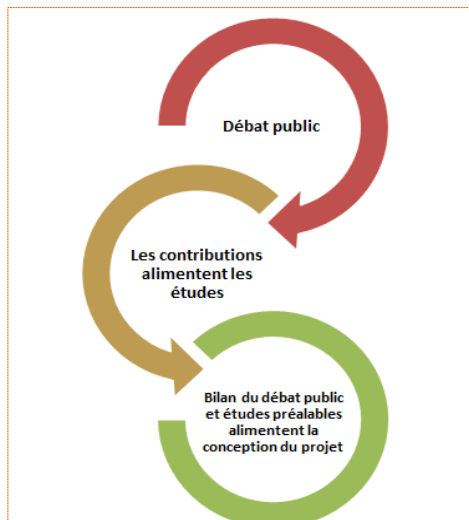 Débat public
Les contributions
alimentent les
études
Bilan du débat public
et études préalables
alimentent la
conception du projet